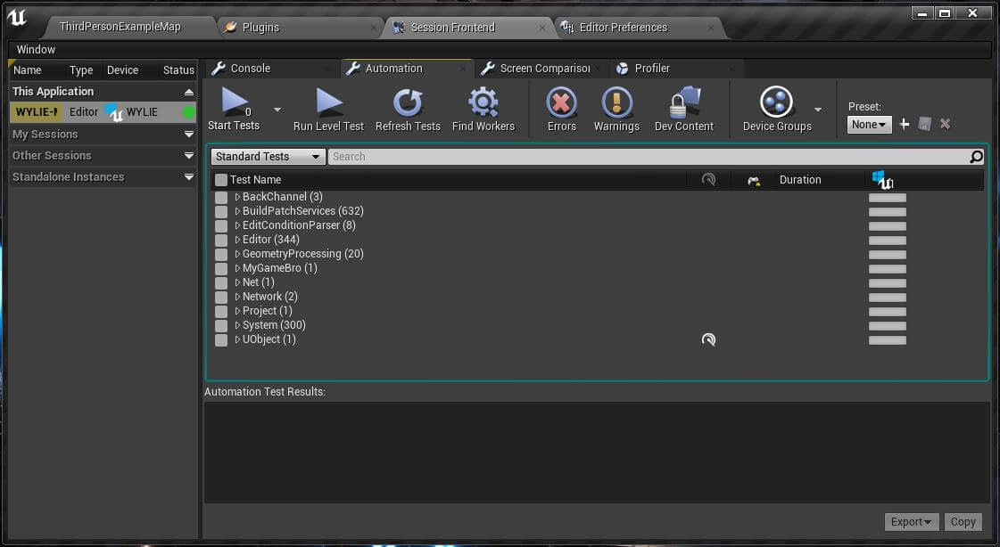 ThirdPersonExampleMap Plugins Session Frontend Editor Preferences
Window
Name Type Device Status
This Application
WYLIE-M Editor WYLIE
My Sessions
Other Sessions
Standalone Instances
Console Automation Screen Comparison Profiler
0
Start Tests Run Level Test Refresh Tests Find Workers Errors Warnings Dev Content Device Groups
Preset:
None
Standard Tests Search
Test Name Duration
BackChannel (3)
BuildPatchServices (632)
EditConditionParser (8)
Editor (344)
GeometryProcessing (20)
MyGameBro (1)
Net (1)
Network (2)
Project (1)
System (300)
UObject (1)
Automation Test Results:
Export Copy